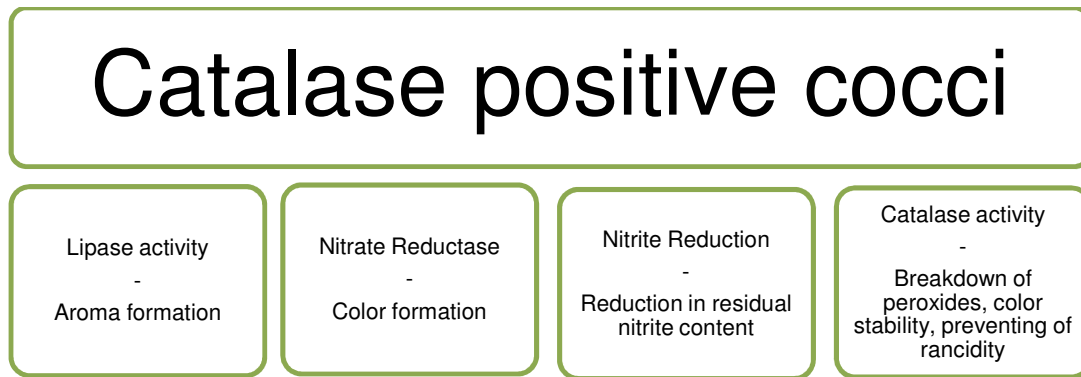 Catalase positive cocci
Lipase activity
-
Aroma formation
Nitrate Reductase
-
Color formation
Nitrite Reduction
-
Reduction in residual
nitrite content
Catalase activity
-
Breakdown of
peroxides, color
stability, preventing of
rancidity